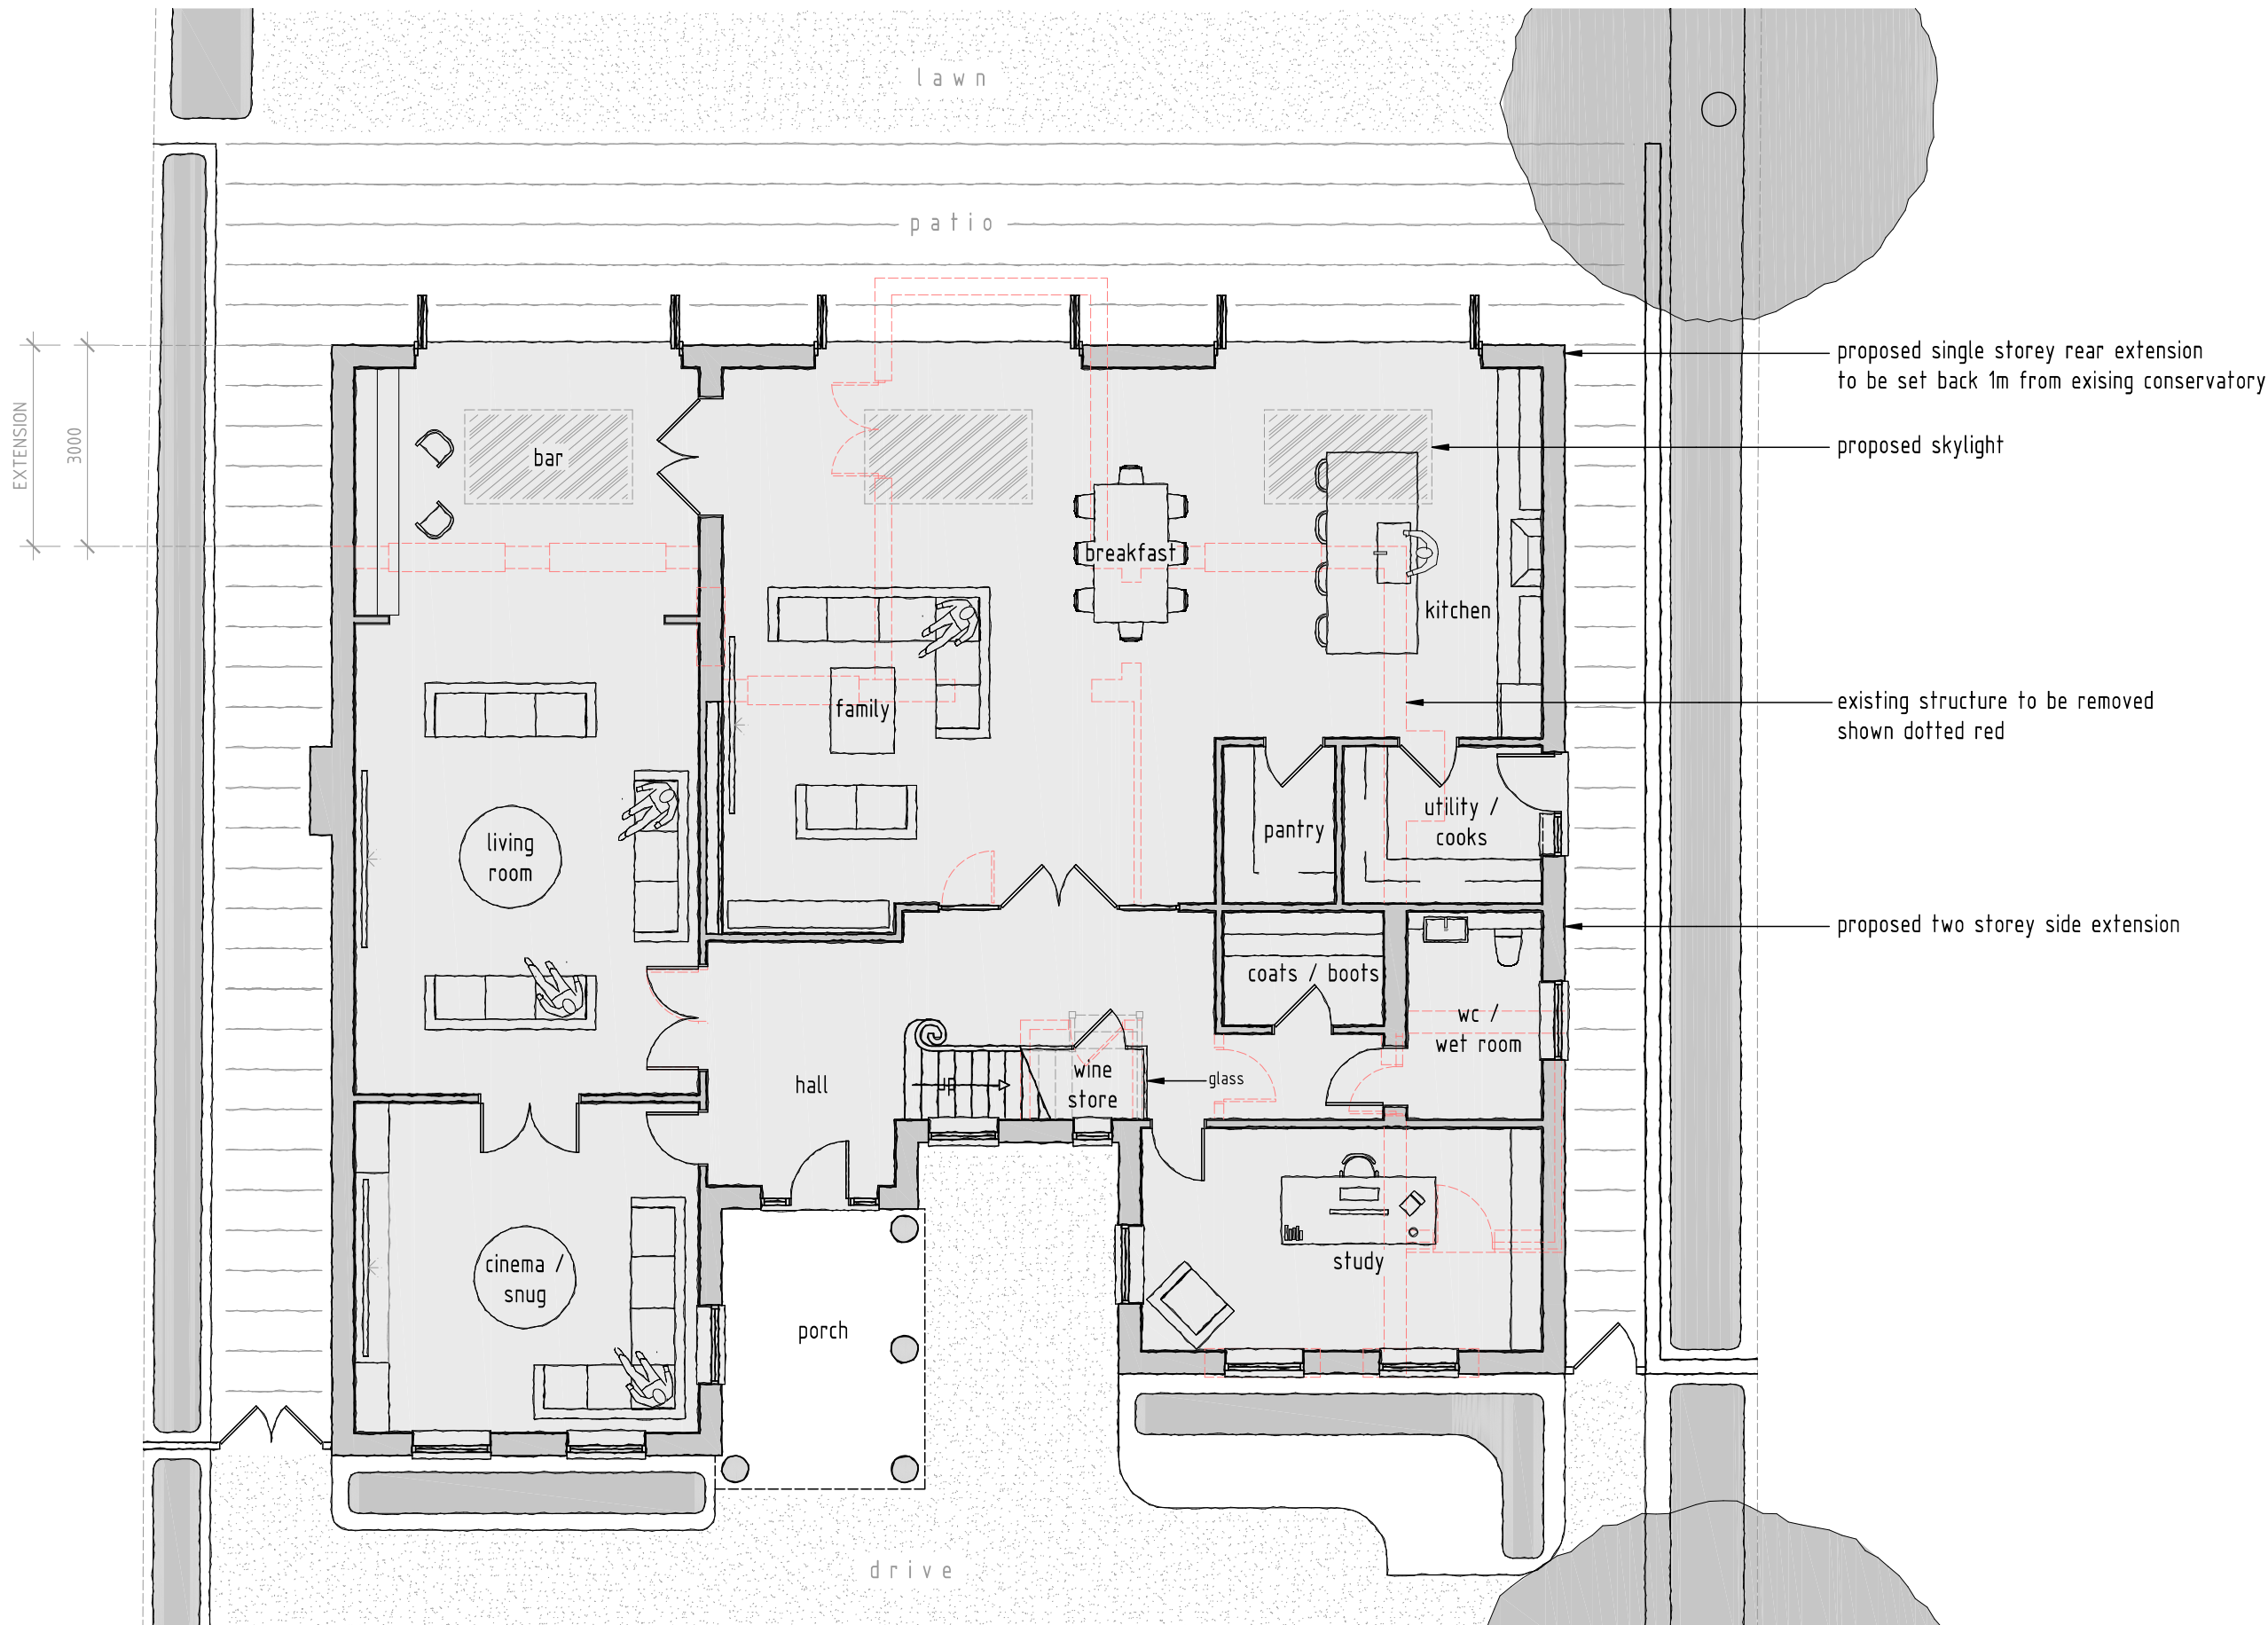 lawn
patio
proposed single storey rear extension
to be set back 1m from exising conservatory
EXTENSION
3000
bar
proposed skylight
breakfast
kitchen
existing structure to be removed
shown dotted red
family
living
room
pantry
utility /
cooks
proposed two storey side extension
coats / boots
wc /
wet room
hall
up
wine
store
glass
cinema /
snug
study
porch
drive